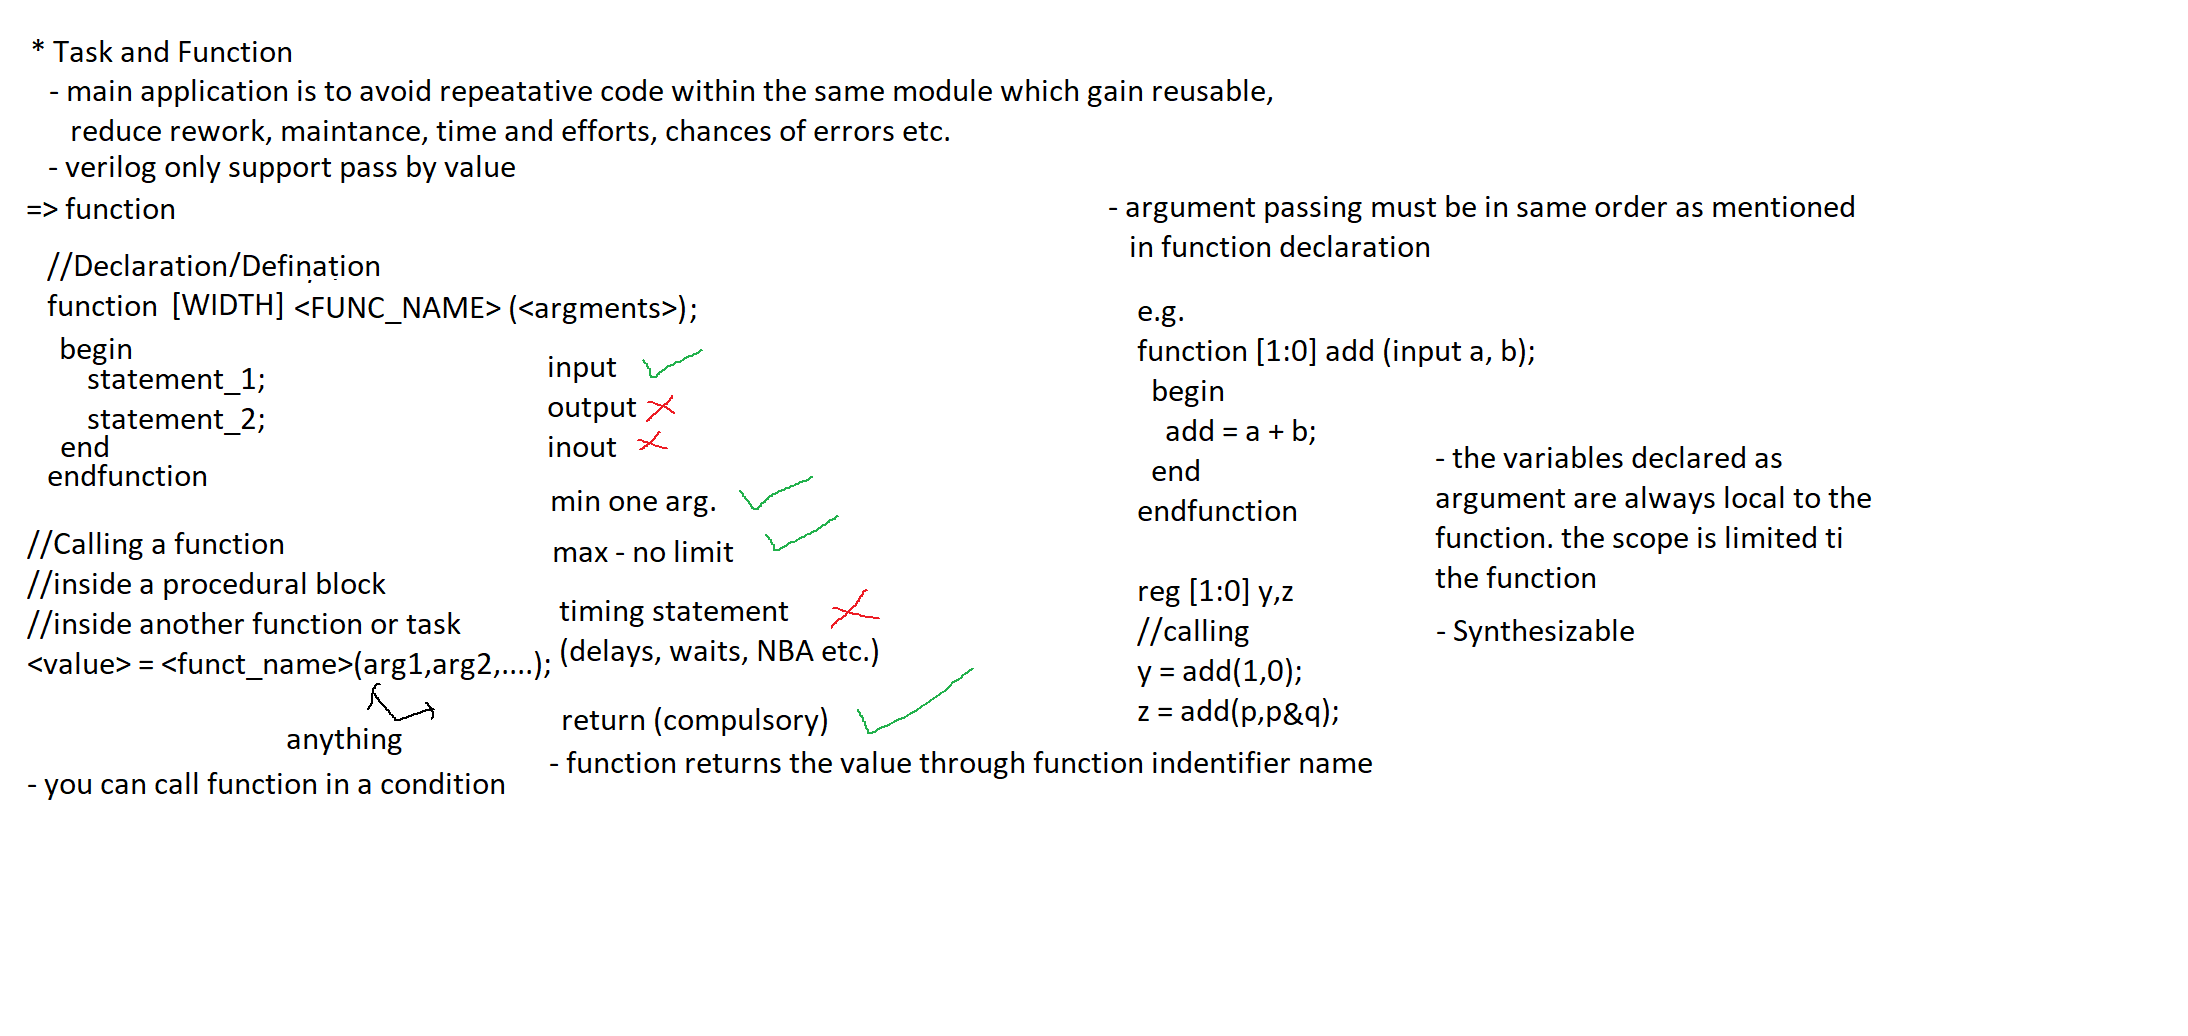 * Task and Function
- main application is to avoid repeatative code within the same module which gain reusable,
reduce rework, maintance, time and efforts, chances of errors etc.
- verilog only support pass by value
=> function
//Declaration/Defination
function [WIDTH] <FUNC_NAME> (<argments>);
begin
statement_1;
statement_2;
end
endfunction
//Calling a function
//inside a procedural block
//inside another function or task
<value> = <funct_name>(arg1,arg2,....);
anything
- you can call function in a condition
input
output
inout
min one arg.
max - no limit
timing statement
(delays, waits, NBA etc.)
return (compulsory)
- function returns the value through function indentifier name
- argument passing must be in same order as mentioned
in function declaration
e.g.
function [1:0] add (input a, b);
begin
add = a + b;
end
endfunction
reg [1:0] y,z
//calling
y = add(1,0);
z = add(p,p&q);
- the variables declared as
argument are always local to the
function. the scope is limited ti
the function
- Synthesizable